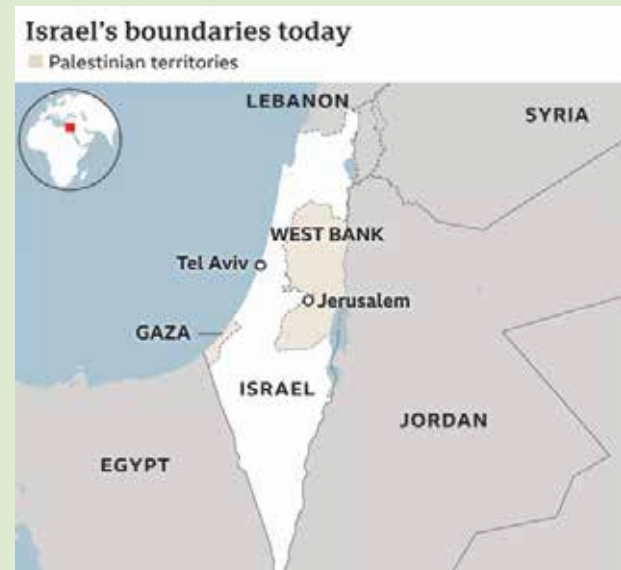 Israel's boundaries today
Palestinian territories
LEBANON
SYRIA
WEST BANK
Tel Aviv
Jerusalem
GAZA
ISRAEL
JORDAN
EGYPT